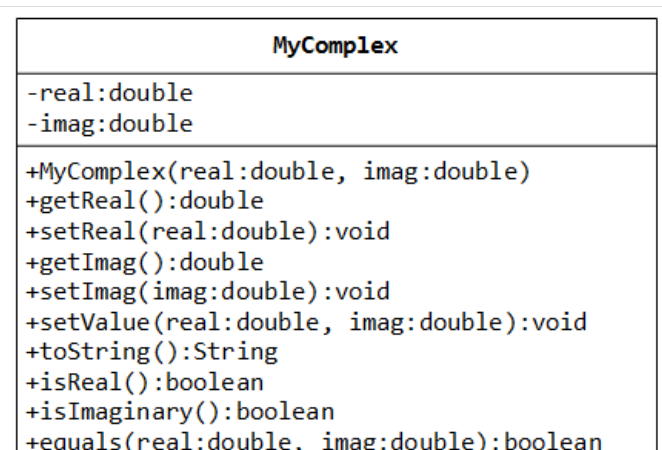 MyComplex
-real:double
-imag:double
+MyComplex(real:double, imag:double)
+getReal():double
+setReal(real:double):void
+getImag():double
+setImag(imag:double):void
+setValue(real:double, imag:double):void
+toString():String
+isReal():boolean
+isImaginary():boolean
+equals(real:double, imag:double):boolean